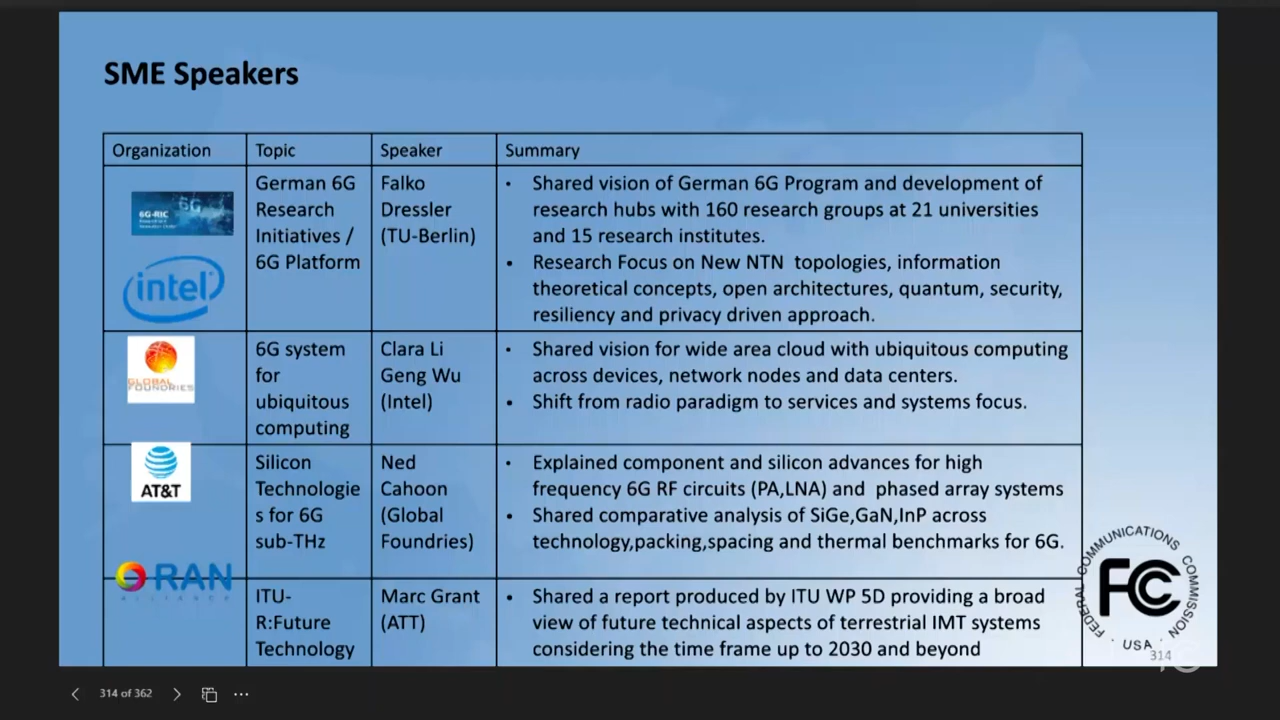 SME Speakers
Organization
Topic
Speaker
Summary
6G-RIC
6G
intel
German 6G
Research
Initiatives /
6G Platform
Falko
Dressler
(TU-Berlin)
• Shared vision of German 6G Program and development of
research hubs with 160 research groups at 21 universities
and 15 research institutes.
• Research Focus on New NTN topologies, information
theoretical concepts, open architectures, quantum, security,
resiliency and privacy driven approach.
GLOBAL
FOUNDRIES
6G system
for
ubiquitous
computing
Clara Li
Geng Wu
(Intel)
• Shared vision for wide area cloud with ubiquitous computing
across devices, network nodes and data centers.
• Shift from radio paradigm to services and systems focus.
AT&T
Silicon
Technologie
s for 6G
sub-THz
Ned
Cahoon
(Global
Foundries)
• Explained component and silicon advances for high
frequency 6G RF circuits (PA,LNA) and phased array systems
• Shared comparative analysis of SiGe,GaN,InP across
technology,packing,spacing and thermal benchmarks for 6G.
ORAN
ALLIANCE
ITU-
R:Future
Technology
Marc Grant
(ATT)
• Shared a report produced by ITU WP 5D providing a broad
view of future technical aspects of terrestrial IMT systems
considering the time frame up to 2030 and beyond
FEDERAL COMMUNICATIONS COMMISSION
FCC
· USA ·
314
314 of 362